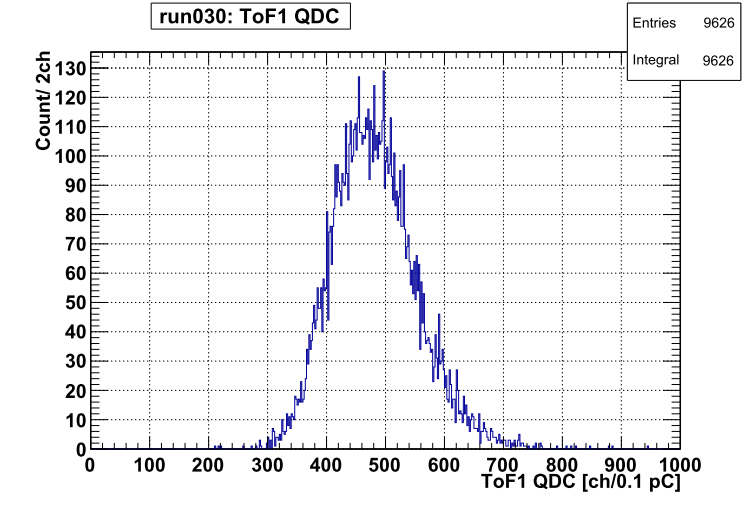 run030: ToF1 QDC
Entries 9626
Integral 9626
Count/ 2ch
130
120
110
100
90
80
70
60
50
40
30
20
10
0
0 100 200 300 400 500 600 700 800 900 1000
ToF1 QDC [ch/0.1 pC]